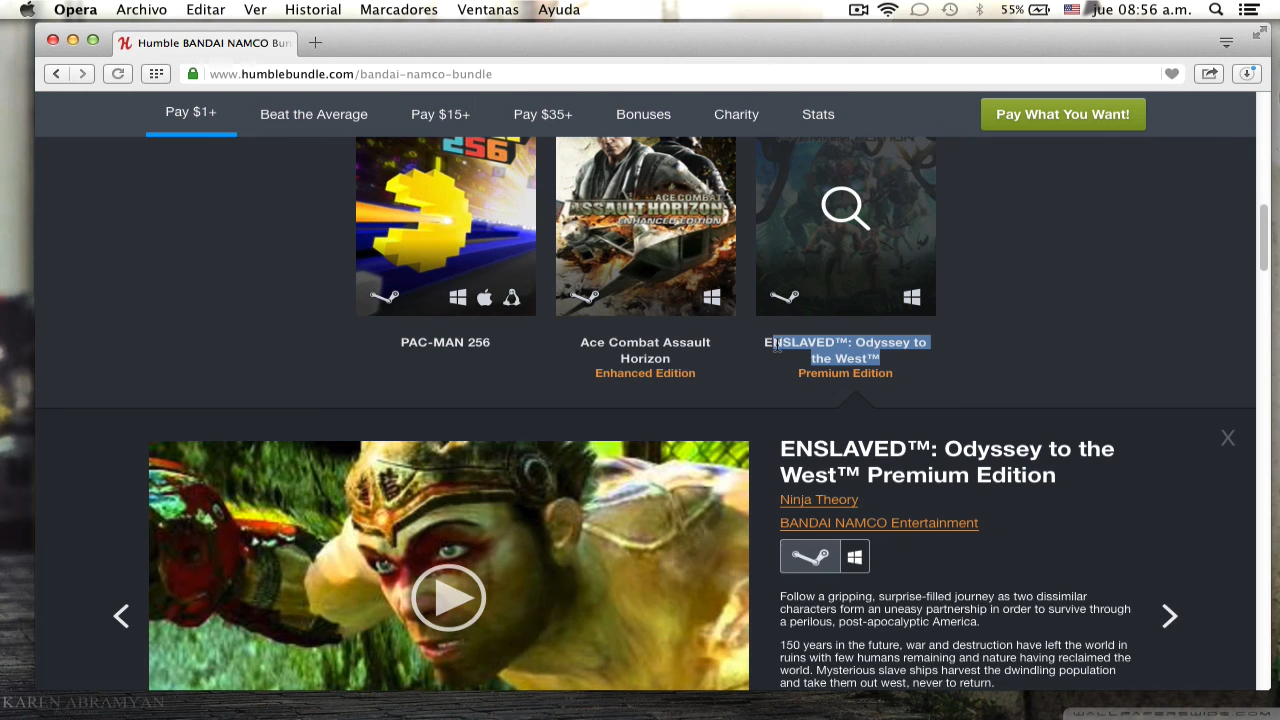 Opera Archivo Editar Ver Historial Marcadores Ventanas Ayuda 55% jue 08:56 a.m.
Humble BANDAI NAMCO Bun
www.humblebundle.com/bandai-namco-bundle
Pay $1+ Beat the Average Pay $15+ Pay $35+ Bonuses Charity Stats Pay What You Want!
256
ACE COMBAT
ASSAULT HORIZON
ENHANCED EDITION
PAC-MAN 256
Ace Combat Assault
Horizon
Enhanced Edition
ENSLAVED™: Odyssey to
the West™
Premium Edition
X
ENSLAVED™: Odyssey to the
West™ Premium Edition
Ninja Theory
BANDAI NAMCO Entertainment
Follow a gripping, surprise-filled journey as two dissimilar
characters form an uneasy partnership in order to survive through
a perilous, post-apocalyptic America.
150 years in the future, war and destruction have left the world in
ruins with few humans remaining and nature having reclaimed the
world. Mysterious slave ships harvest the dwindling population
and take them out west, never to return.
KAREN ABRAMYAN
WALLPAPERSWIDE.COM